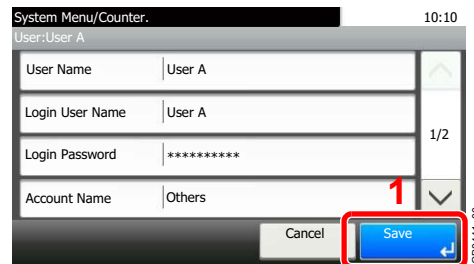 System Menu/Counter. 10:10
User:User A
User Name User A
Login User Name User A
1/2
Login Password **********
Account Name Others
1
Cancel Save